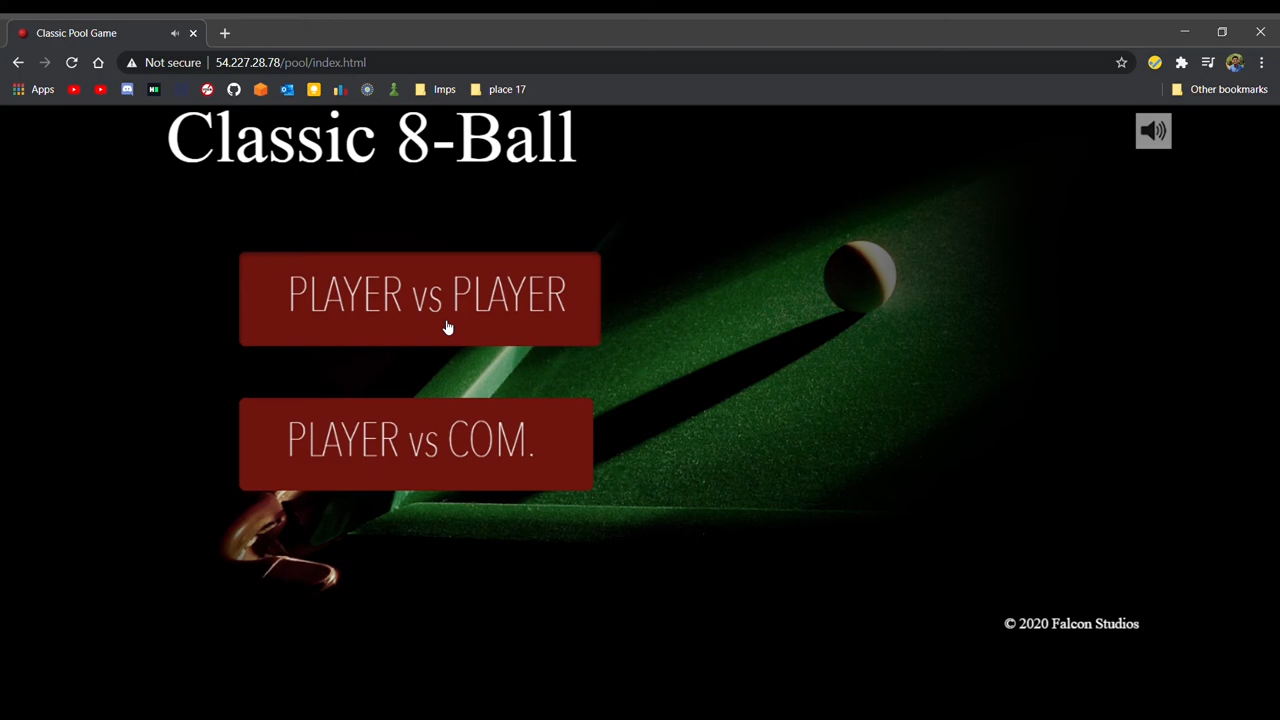 Classic Pool Game
Not secure | 54.227.28.78/pool/index.html
Apps
Imps
place 17
Other bookmarks
Classic 8-Ball
PLAYER vs PLAYER
PLAYER vs COM.
© 2020 Falcon Studios